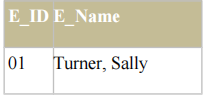 E_ID E_Name
01 Turner, Sally